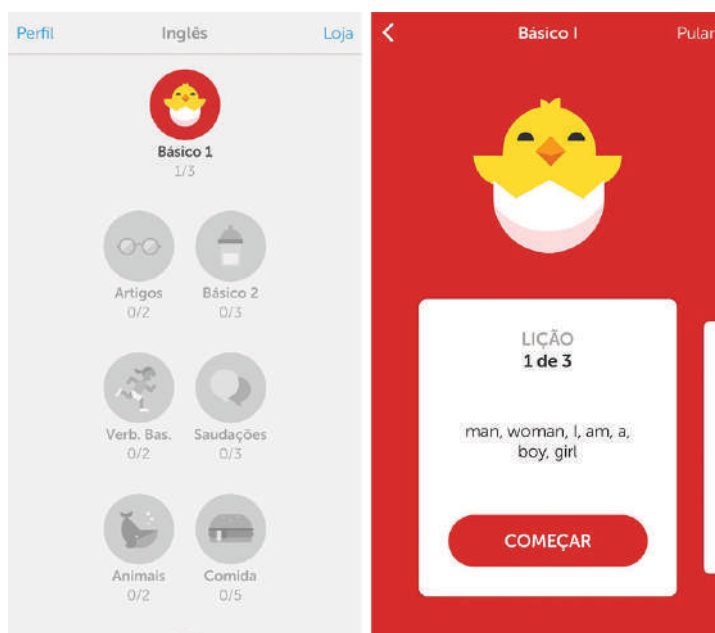 Perfil Inglês Loja
Básico 1
1/3
Artigos Básico 2
0/2 0/3
Verb. Bas. Saudações
0/2 0/3
Animais Comida
0/2 0/5
Básico I Pular
LIÇÃO
1 de 3
man, woman, I, am, a,
boy, girl
COMEÇAR